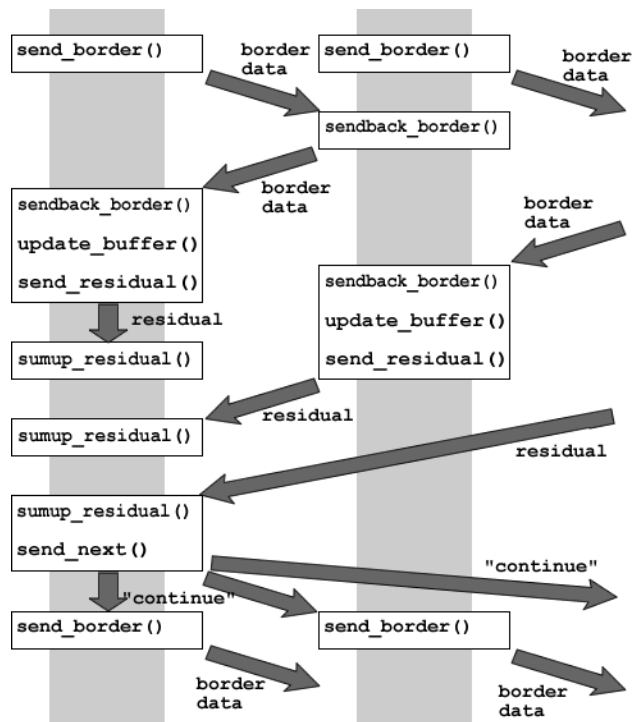 send_border()
border
data
send_border()
border
data
sendback_border()
border
data
sendback_border()
update_buffer()
send_residual()
border
data
sendback_border()
update_buffer()
send_residual()
residual
sumup_residual()
residual
sumup_residual()
residual
sumup_residual()
send_next()
"continue"
"continue"
send_border()
send_border()
border
data
border
data